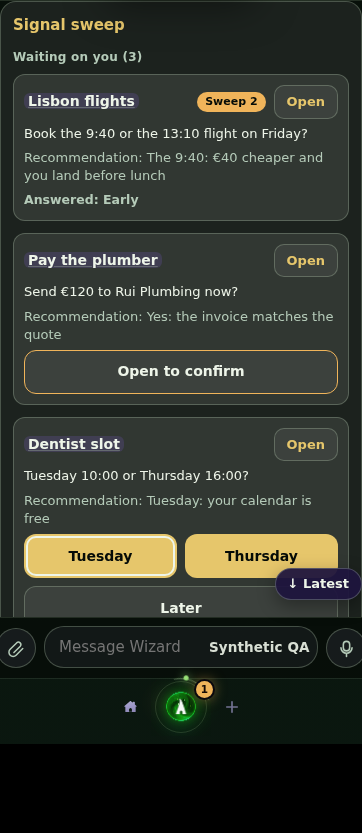 Signal sweep
Waiting on you (3)
Lisbon flights
Sweep 2
Open
Book the 9:40 or the 13:10 flight on Friday?
Recommendation: The 9:40: €40 cheaper and
you land before lunch
Answered: Early
Pay the plumber
Open
Send €120 to Rui Plumbing now?
Recommendation: Yes: the invoice matches the
quote
Open to confirm
Dentist slot
Open
Tuesday 10:00 or Thursday 16:00?
Recommendation: Tuesday: your calendar is
free
Tuesday
Thursday
↓ Latest
Later
Message Wizard
Synthetic QA
1